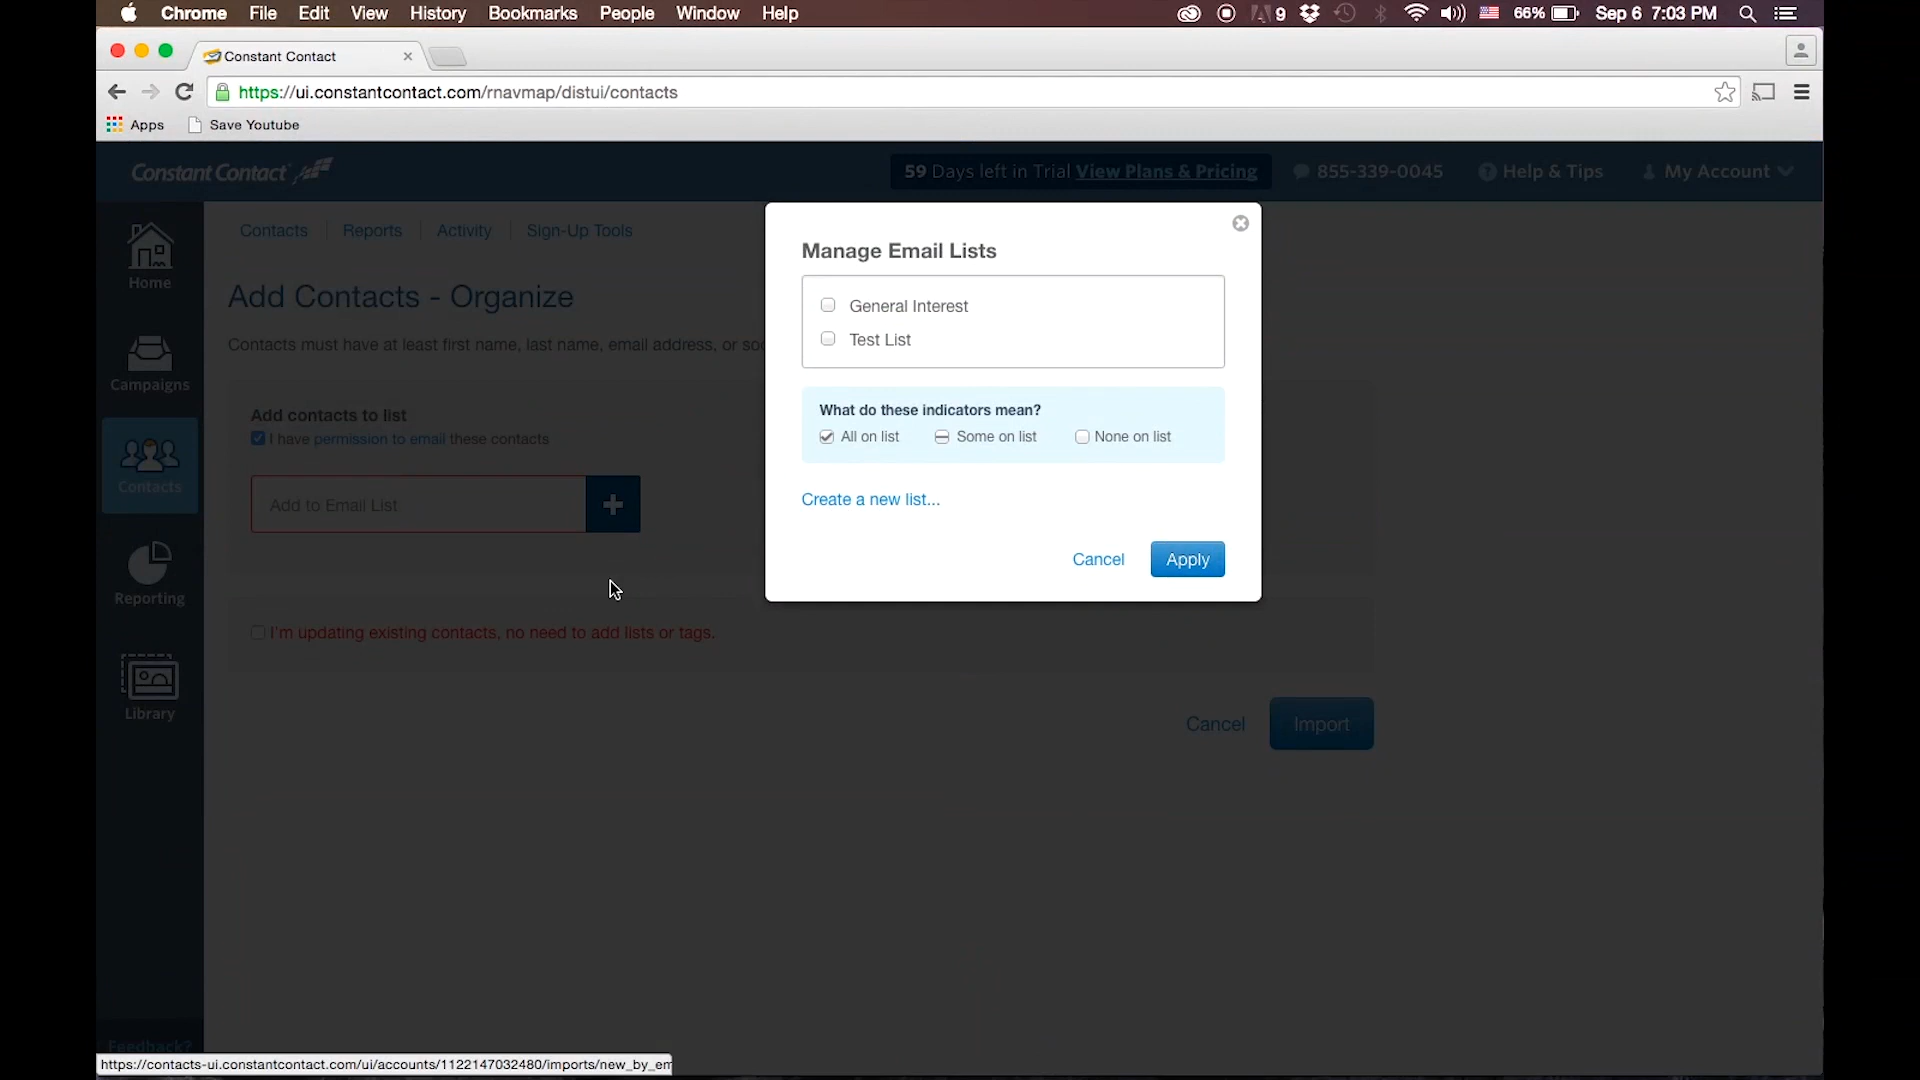 Chrome File Edit View History Bookmarks People Window Help 9 66% Sep 6 7:03 PM
Constant Contact
https://ui.constantcontact.com/rnavmap/distui/contacts
Apps Save Youtube
Constant Contact 59 Days left in Trial View Plans & Pricing 855-339-0045 Help & Tips My Account
Contacts Reports Activity Sign-Up Tools
Home
Campaigns
Contacts
Reporting
Library
Feedback?
Add Contacts - Organize
Contacts must have at least first name, last name, email address, or soc
Add contacts to list
I have permission to email these contacts
Add to Email List
I'm updating existing contacts, no need to add lists or tags.
Cancel Import
Manage Email Lists
General Interest
Test List
What do these indicators mean?
All on list Some on list None on list
Create a new list...
Cancel Apply
https://contacts-ui.constantcontact.com/ui/accounts/1122147032480/imports/new_by_em